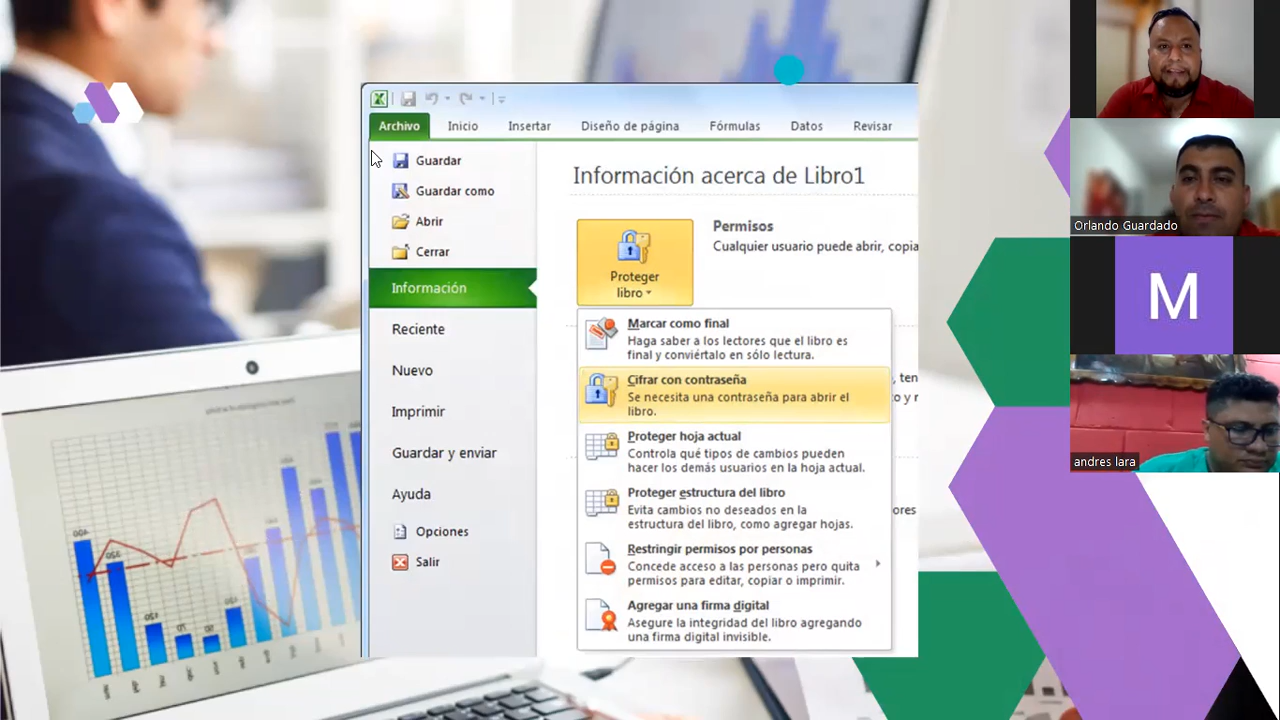 Archivo
Inicio
Insertar
Diseño de página
Fórmulas
Datos
Revisar
Guardar
Guardar como
Abrir
Cerrar
Información
Reciente
Nuevo
Imprimir
Guardar y enviar
Ayuda
Opciones
Salir
Información acerca de Libro1
Proteger
libro
Permisos
Cualquier usuario puede abrir, copia
Marcar como final
Haga saber a los lectores que el libro es
final y conviértalo en sólo lectura.
Cifrar con contraseña
Se necesita una contraseña para abrir el
libro.
Proteger hoja actual
Controla qué tipos de cambios pueden
hacer los demás usuarios en la hoja actual.
Proteger estructura del libro
Evita cambios no deseados en la
estructura del libro, como agregar hojas.
Restringir permisos por personas
Concede acceso a las personas pero quita
permisos para editar, copiar o imprimir.
Agregar una firma digital
Asegure la integridad del libro agregando
una firma digital invisible.
Orlando Guardado
M
andres lara